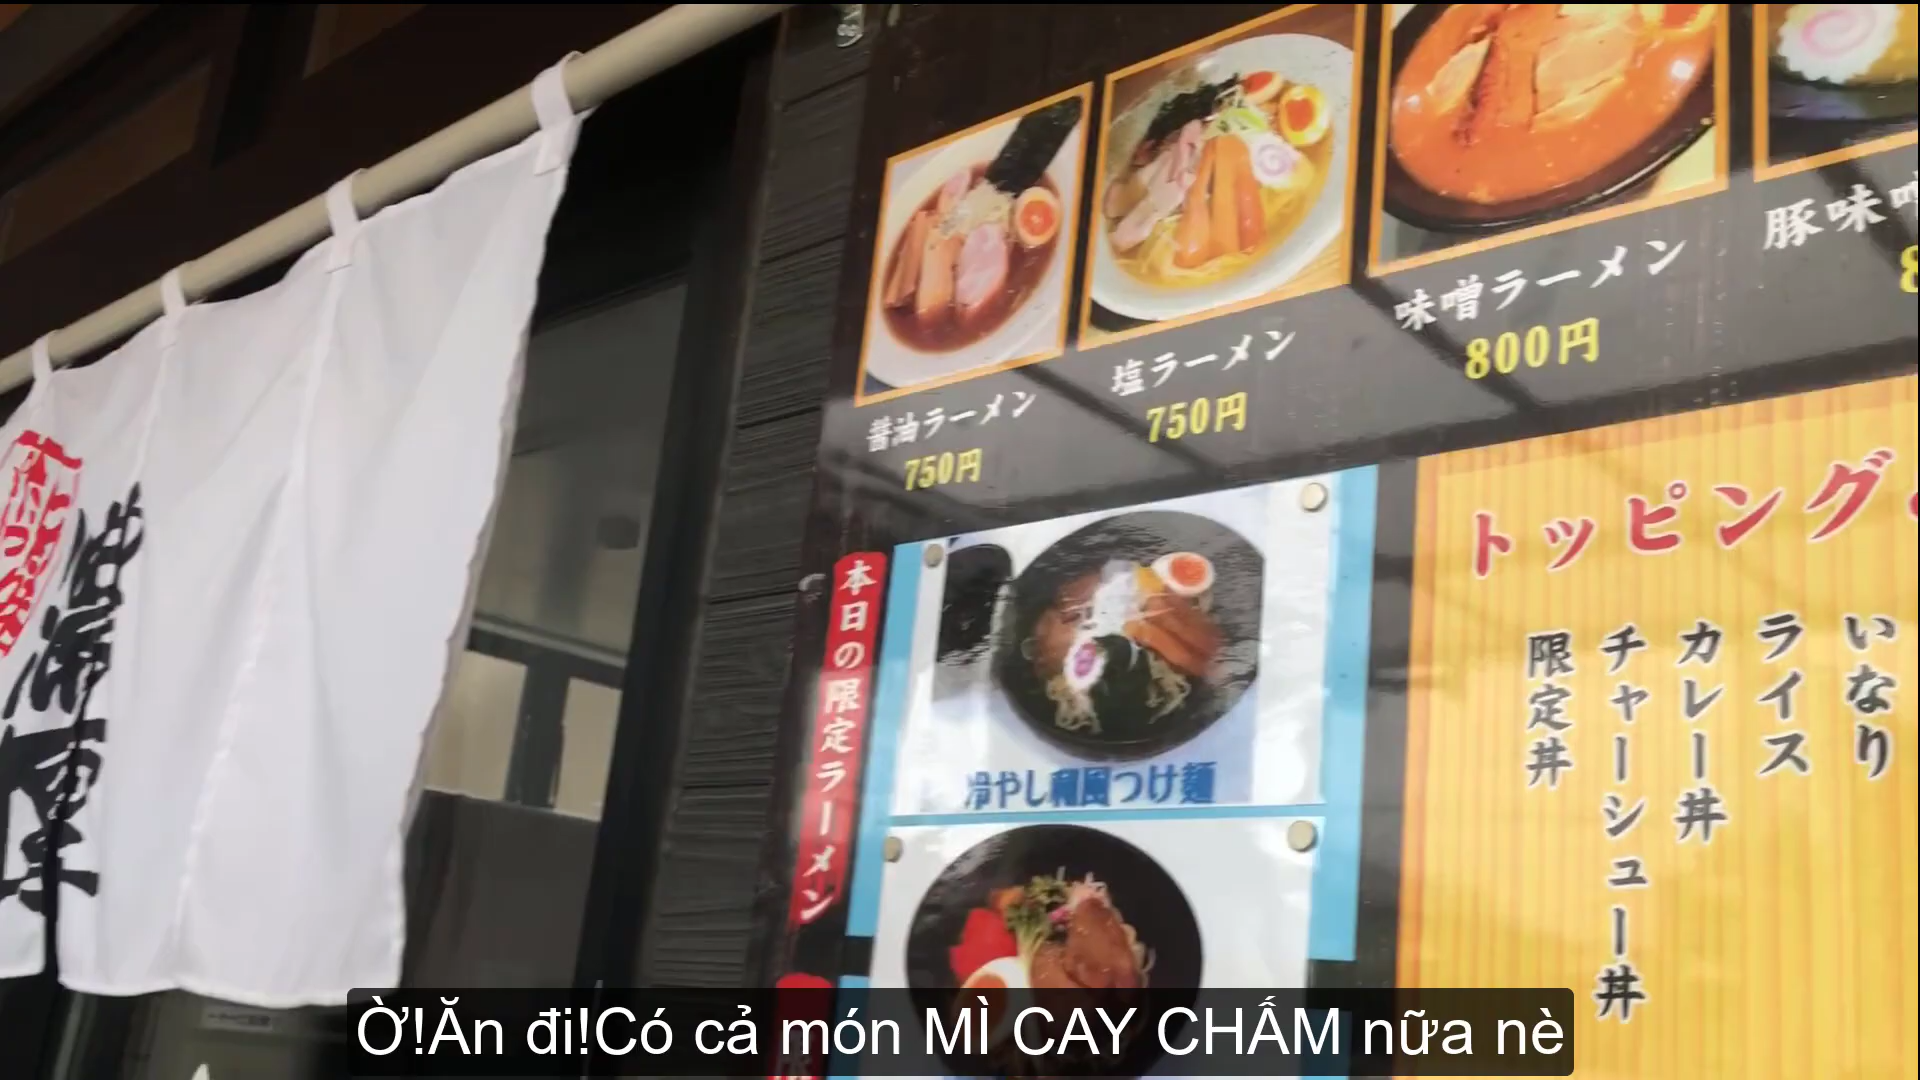 醤油ラーメン
750円
塩ラーメン
750円
味噌ラーメン
800円
豚味
トッピング
いなり
ライス
カレー丼
チャーシュー丼
限定丼
本日の限定ラーメン
冷やし和風つけ麺
Ờ!Ăn đi!Có cả món MÌ CAY CHẤM nữa nè